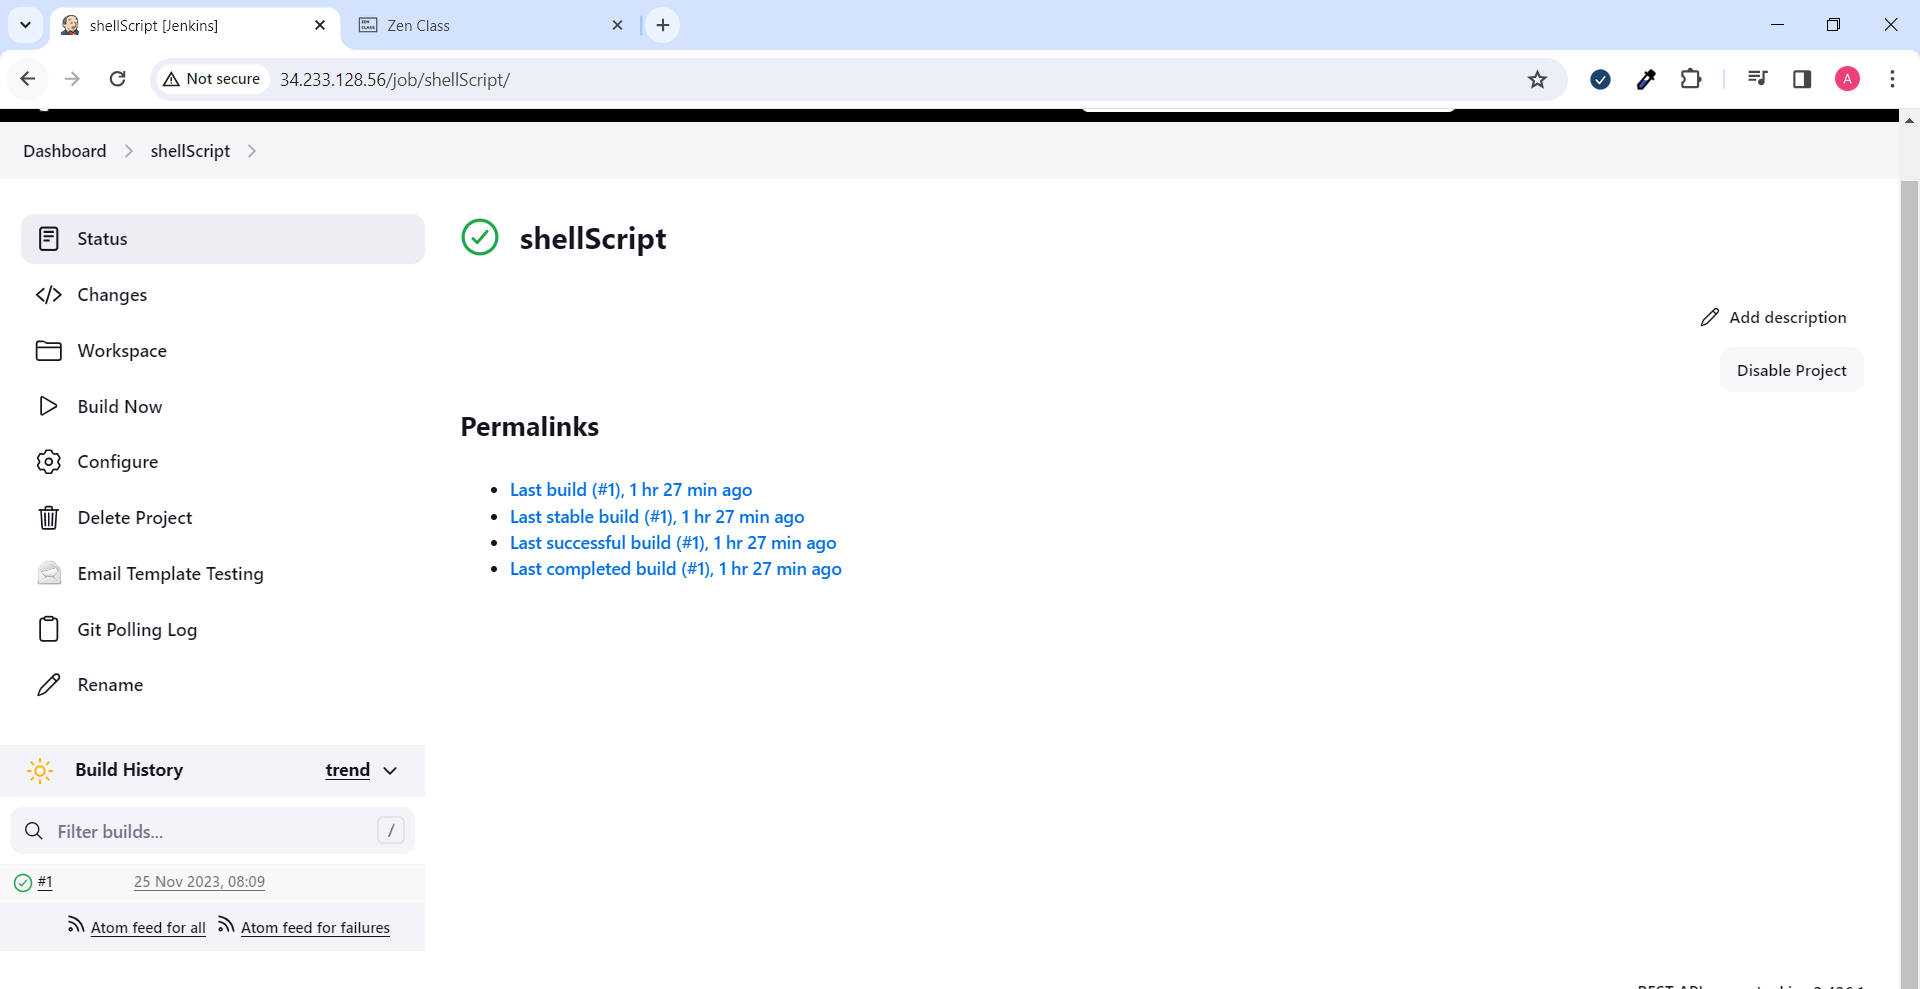 shellScript [Jenkins]
Zen Class
Not secure
34.233.128.56/job/shellScript/
A
Dashboard
shellScript
Status
Changes
Workspace
Build Now
Configure
Delete Project
Email Template Testing
Git Polling Log
Rename
shellScript
Add description
Disable Project
Permalinks
Last build (#1), 1 hr 27 min ago
Last stable build (#1), 1 hr 27 min ago
Last successful build (#1), 1 hr 27 min ago
Last completed build (#1), 1 hr 27 min ago
Build History
trend
Filter builds...
/
#1
25 Nov 2023, 08:09
Atom feed for all
Atom feed for failures
REST API